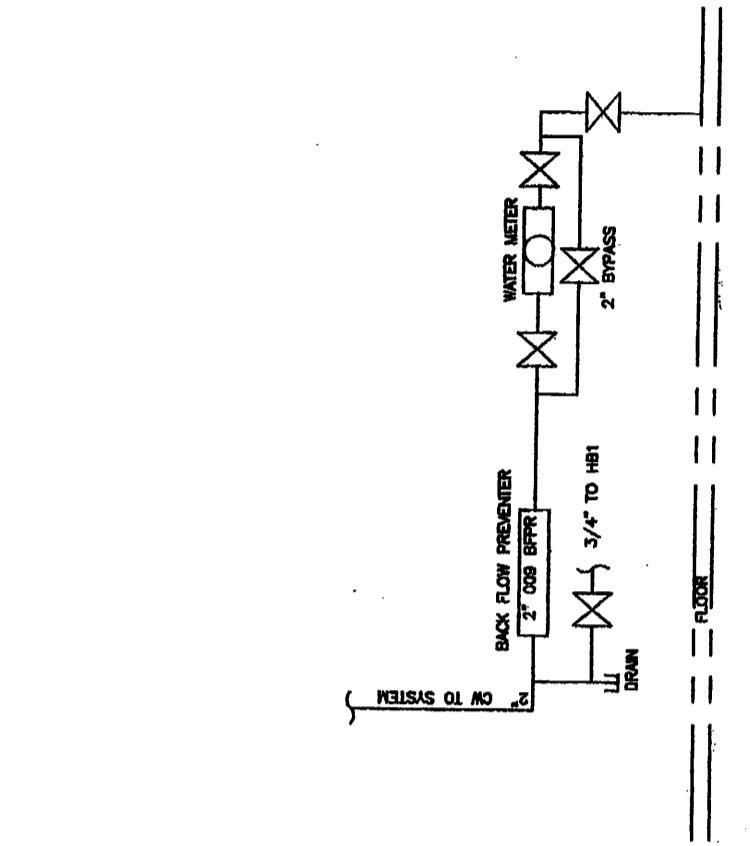 WATER METER
2" BYPASS
BACK FLOW PREVENTER
2" 009 BFPR
3/4" TO HB1
2" CW TO SYSTEM
DRAIN
FLOOR